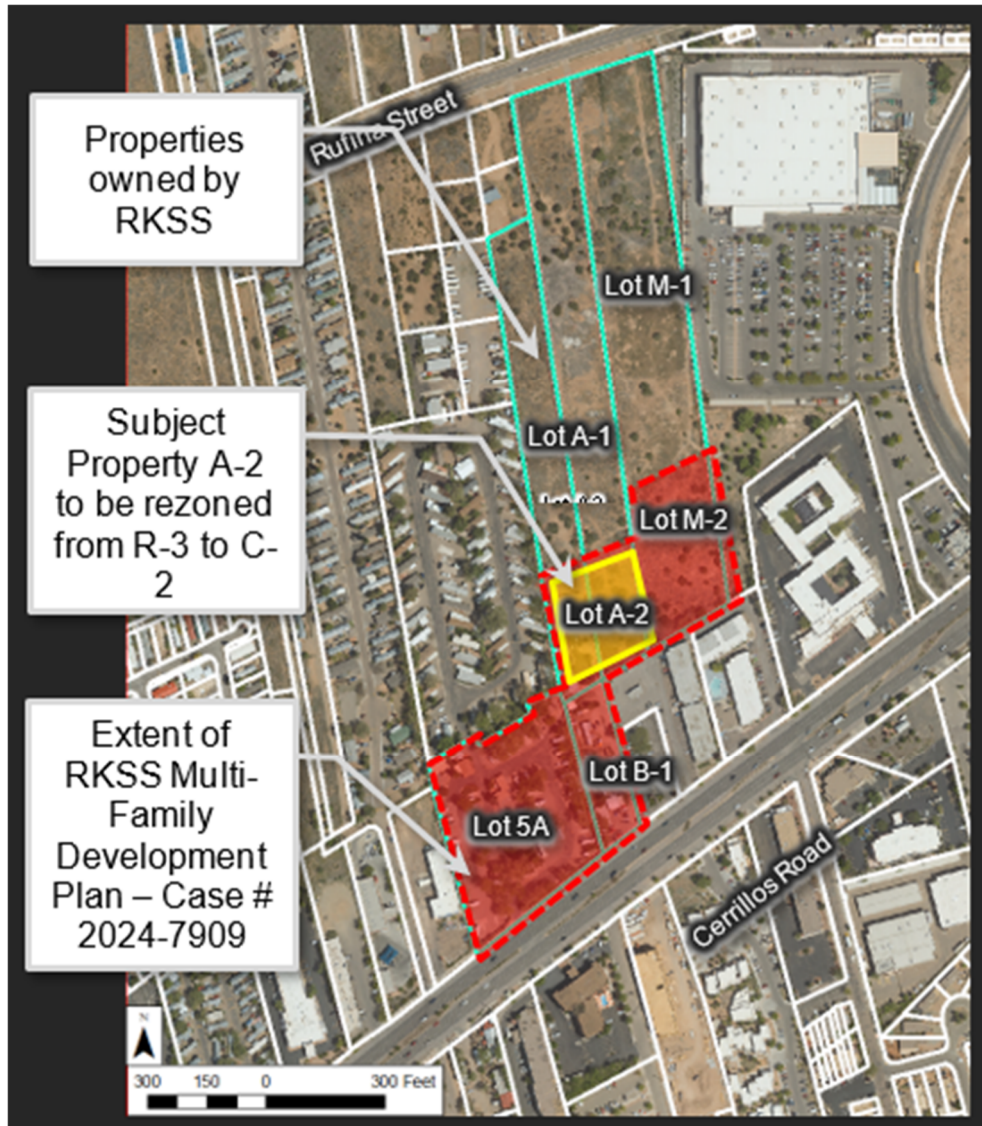 Rufina Street
Properties
owned by
RKSS
Lot M-1
Subject
Property A-2
to be rezoned
from R-3 to C-
2
Lot A-1
Lot M-2
Lot A-2
Extent of
RKSS Multi-
Family
Development
Plan – Case #
2024-7909
Lot B-1
Lot 5A
Cerrillos Road
N
300 150 0 300 Feet